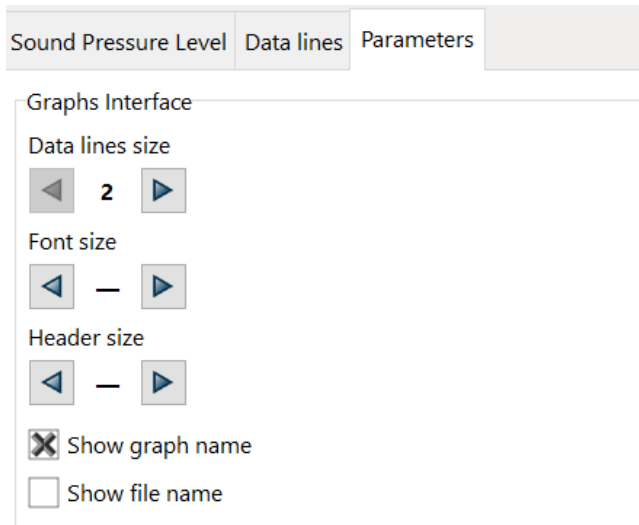 Sound Pressure Level Data lines Parameters
Graphs Interface
Data lines size
2
Font size
—
Header size
—
Show graph name
Show file name